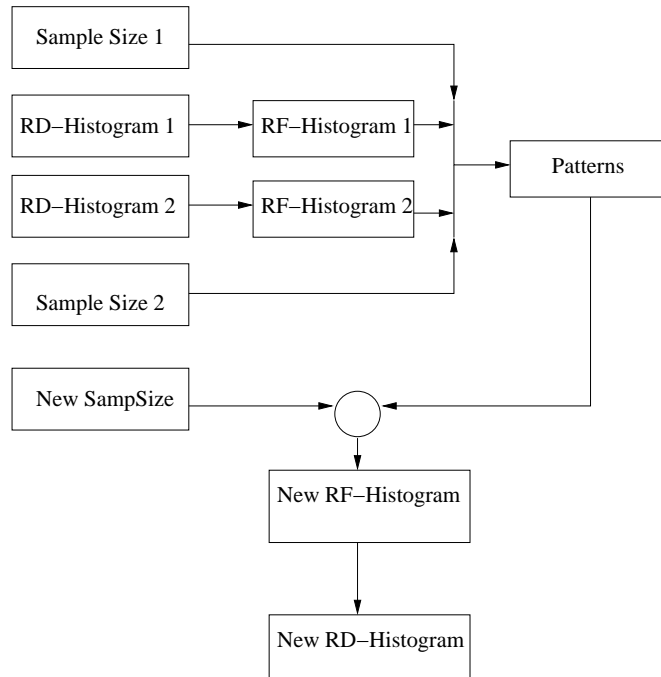 Sample Size 1
RD−Histogram 1
RF−Histogram 1
Patterns
RD−Histogram 2
RF−Histogram 2
Sample Size 2
New SampSize
New RF−Histogram
New RD−Histogram